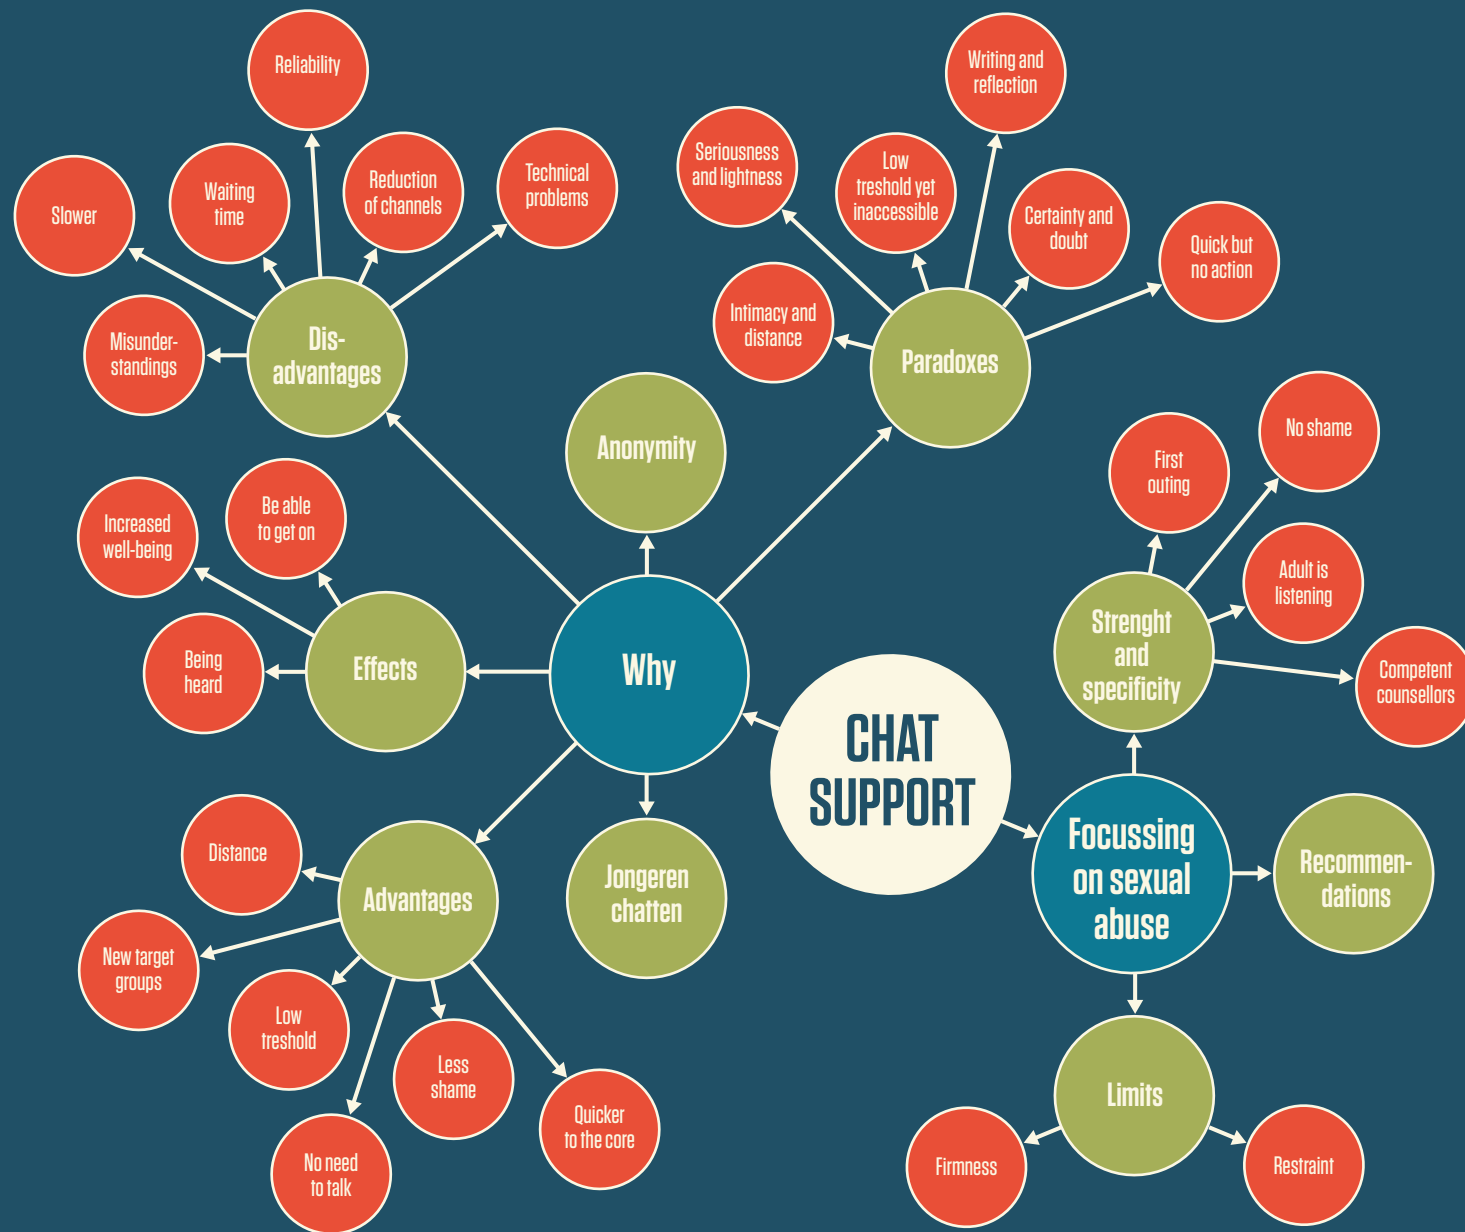 Reliability
Slower
Waiting
time
Reduction
of channels
Technical
problems
Misunder-
standings
Dis-
advantages
Writing and
reflection
Seriousness
and lightness
Low
treshold yet
inaccessible
Certainty and
doubt
Quick but
no action
Intimacy and
distance
Paradoxes
Anonymity
Increased
well-being
Be able
to get on
Being
heard
Effects
Why
CHAT
SUPPORT
First
outing
No shame
Adult is
listening
Competent
counsellors
Strenght
and
specificity
Focussing
on sexual
abuse
Recommen-
dations
Limits
Firmness
Restraint
Jongeren
chatten
Advantages
Distance
New target
groups
Low
treshold
No need
to talk
Less
shame
Quicker
to the core